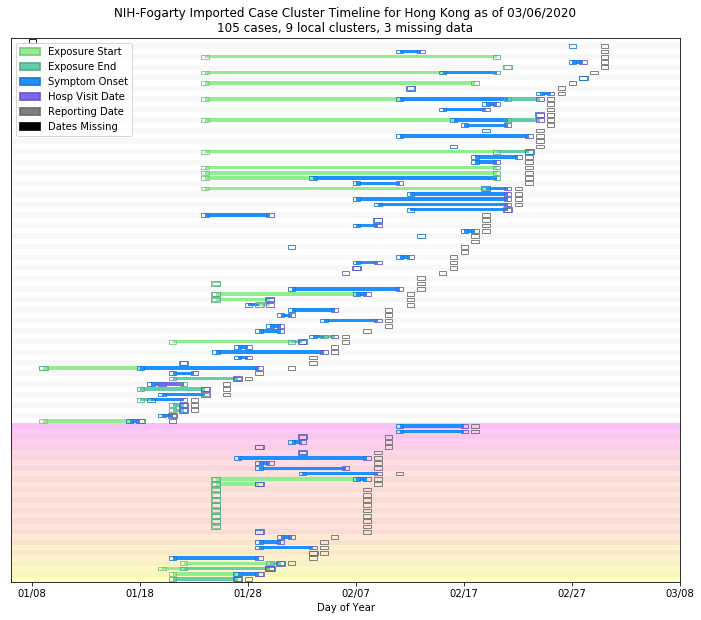 NIH-Fogarty Imported Case Cluster Timeline for Hong Kong as of 03/06/2020
105 cases, 9 local clusters, 3 missing data
Exposure Start
Exposure End
Symptom Onset
Hosp Visit Date
Reporting Date
Dates Missing
01/08 01/18 01/28 02/07 02/17 02/27 03/08
Day of Year